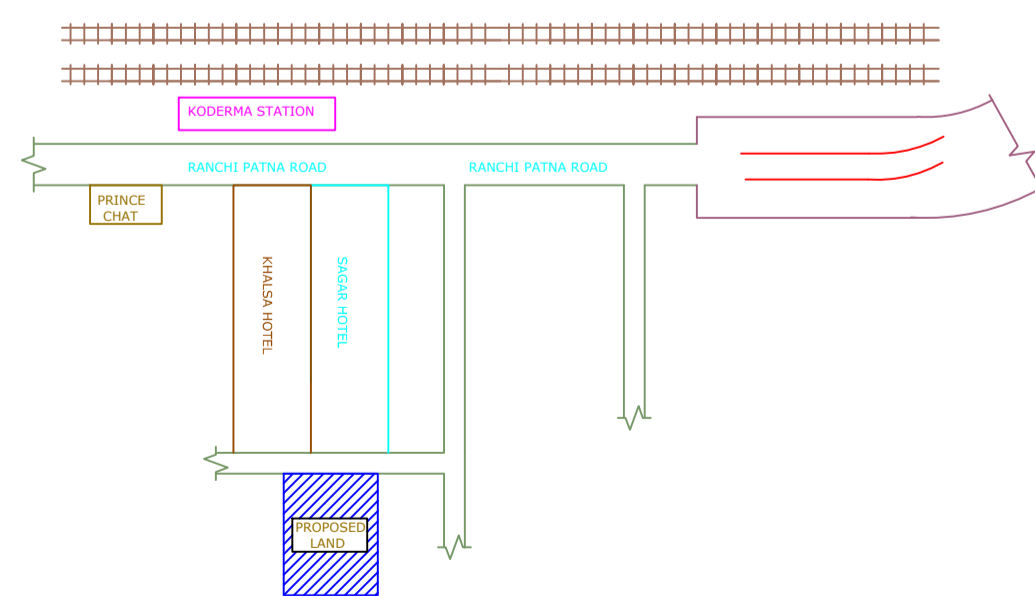 KODERMA STATION
RANCHI PATNA ROAD
RANCHI PATNA ROAD
PRINCE
CHAT
KHALSA HOTEL
SAGAR HOTEL
PROPOSED
LAND